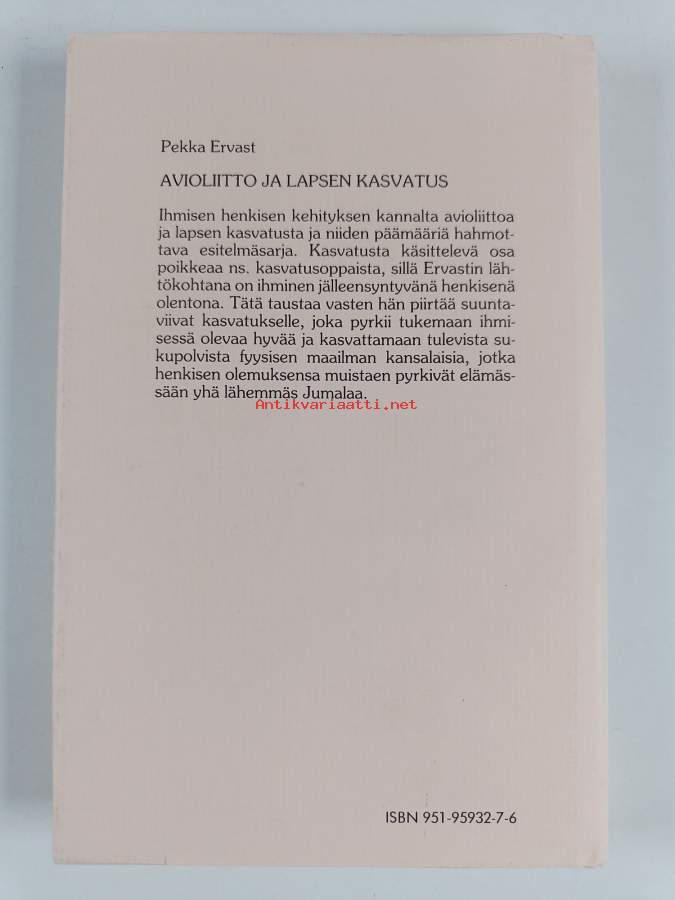 Pekka Ervast
AVIOLIITTO JA LAPSEN KASVATUS
Ihmisen henkisen kehityksen kannalta avioliittoa
ja lapsen kasvatusta ja niiden päämääriä hahmot-
tava esitelmäsarja. Kasvatusta käsittelevä osa
poikkeaa ns. kasvatusoppaista, sillä Ervastin läh-
tökohtana on ihminen jälleensyntyvänä henkisenä
olentona. Tätä taustaa vasten hän piirtää suunta-
viivat kasvatukselle, joka pyrkii tukemaan ihmi-
sessä olevaa hyvää ja kasvattamaan tulevista su-
kupolvista fyysisen maailman kansalaisia, jotka
henkisen olemuksensa muistaen pyrkivät elämäs-
sään yhä lähemmäs Jumalaa.
Antikvariaatti.net
ISBN 951-95932-7-6